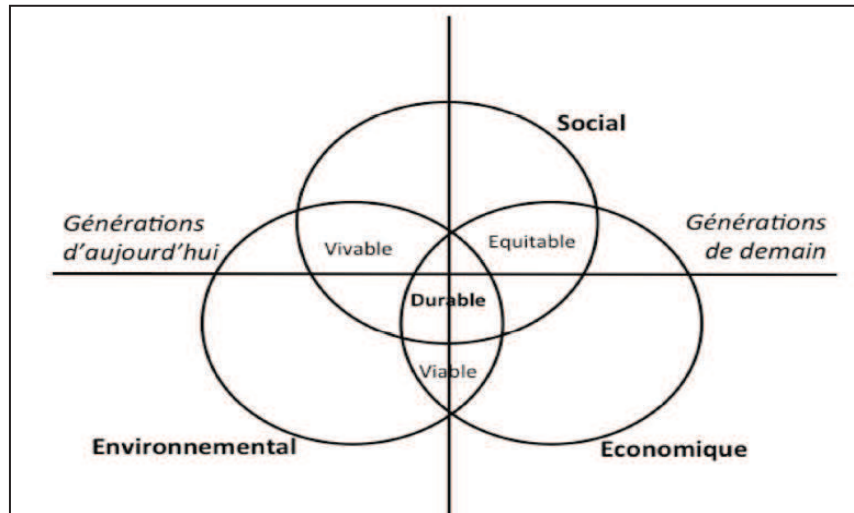 Social
Générations
d'aujourd'hui
Générations
de demain
Vivable
Equitable
Durable
Viable
Environnemental
Economique